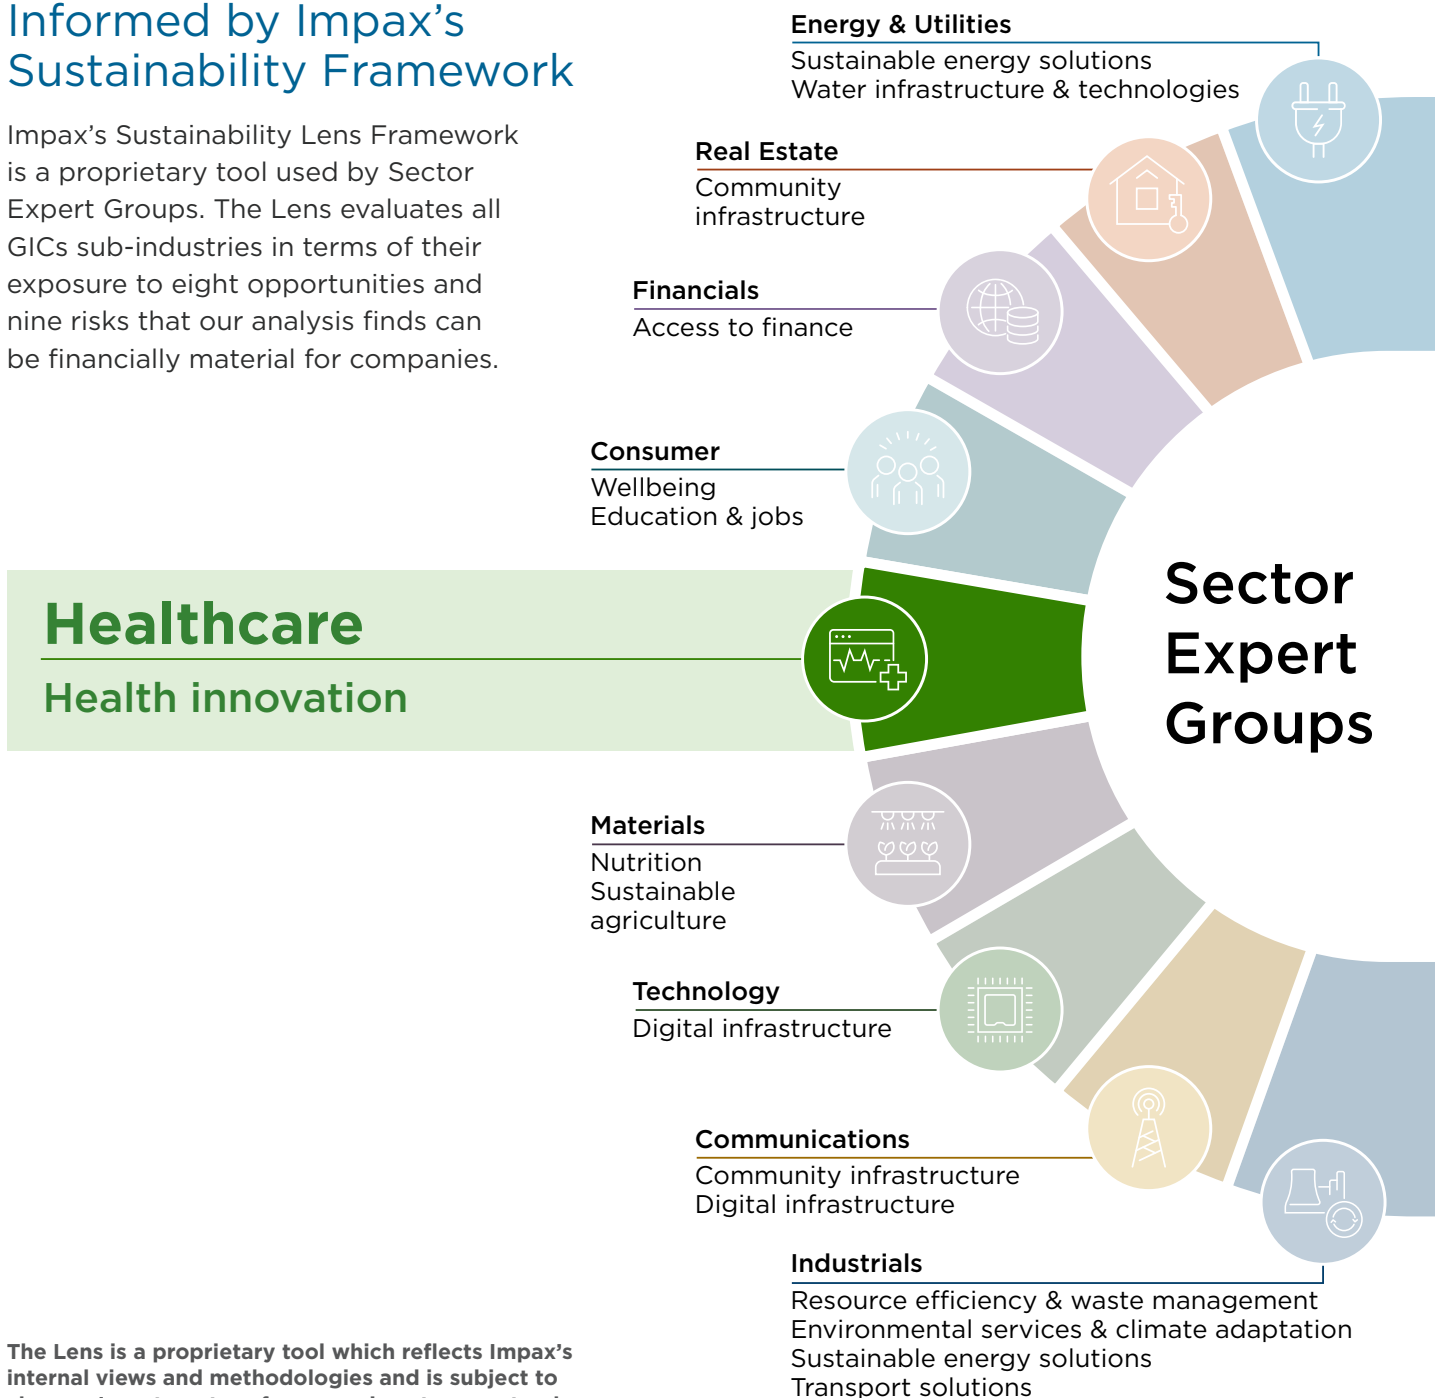 Informed by Impax’s
Sustainability Framework
Impax’s Sustainability Lens Framework
is a proprietary tool used by Sector
Expert Groups. The Lens evaluates all
GICs sub-industries in terms of their
exposure to eight opportunities and
nine risks that our analysis finds can
be financially material for companies.
Energy & Utilities
Sustainable energy solutions
Water infrastructure & technologies
Real Estate
Community
infrastructure
Financials
Access to finance
Consumer
Wellbeing
Education & jobs
Healthcare
Health innovation
Sector
Expert
Groups
Materials
Nutrition
Sustainable
agriculture
Technology
Digital infrastructure
Communications
Community infrastructure
Digital infrastructure
Industrials
Resource efficiency & waste management
Environmental services & climate adaptation
Sustainable energy solutions
Transport solutions
The Lens is a proprietary tool which reflects Impax’s
internal views and methodologies and is subject to